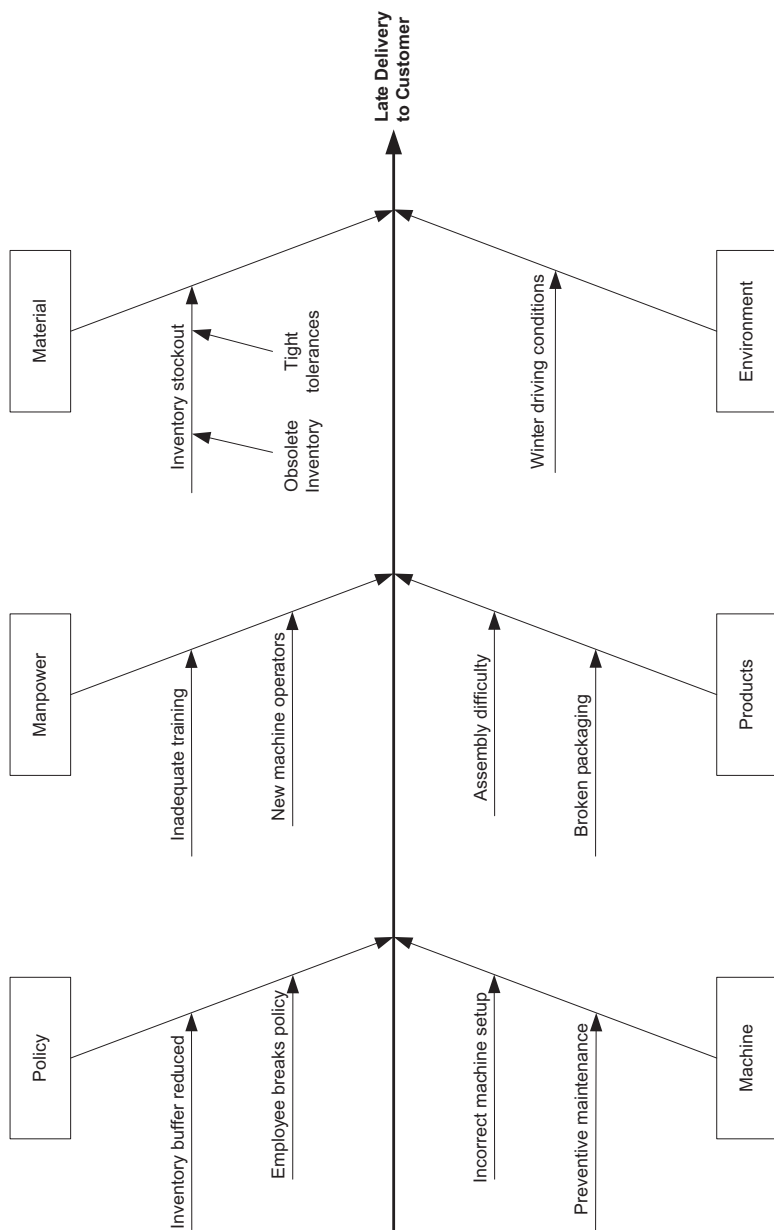 Policy
Inventory buffer reduced
Employee breaks policy
Manpower
Inadequate training
New machine operators
Material
Inventory stockout
Obsolete
Inventory
Tight
tolerances
Late Delivery
to Customer
Machine
Incorrect machine setup
Preventive maintenance
Products
Assembly difficulty
Broken packaging
Environment
Winter driving conditions